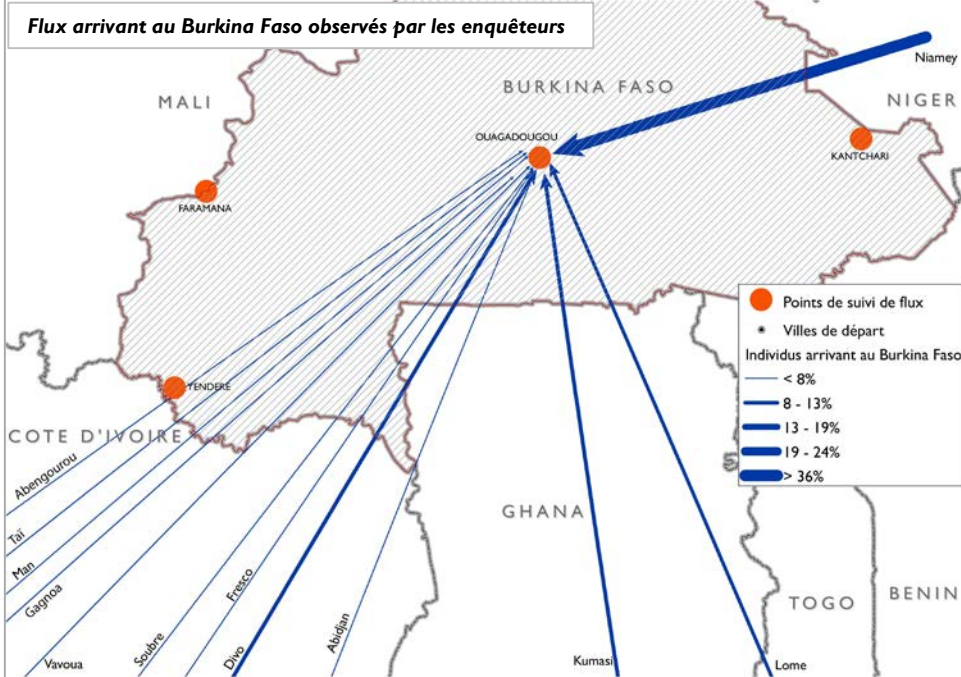 Flux arrivant au Burkina Faso observés par les enquêteurs
Niamey
BURKINA FASO
MALI
NIGER
OUAGADOUGOU
KANTCHARI
FARAMANA
Points de suivi de flux
Villes de départ
Individus arrivant au Burkina Faso
< 8%
8 - 13%
13 - 19%
19 - 24%
> 36%
YENDERE
COTE D'IVOIRE
Abengourou
Taï
Man
Gagnoa
Vavoua
Soubre
Fresco
Divo
Abidjan
GHANA
Kumasi
TOGO
BENIN
Lome